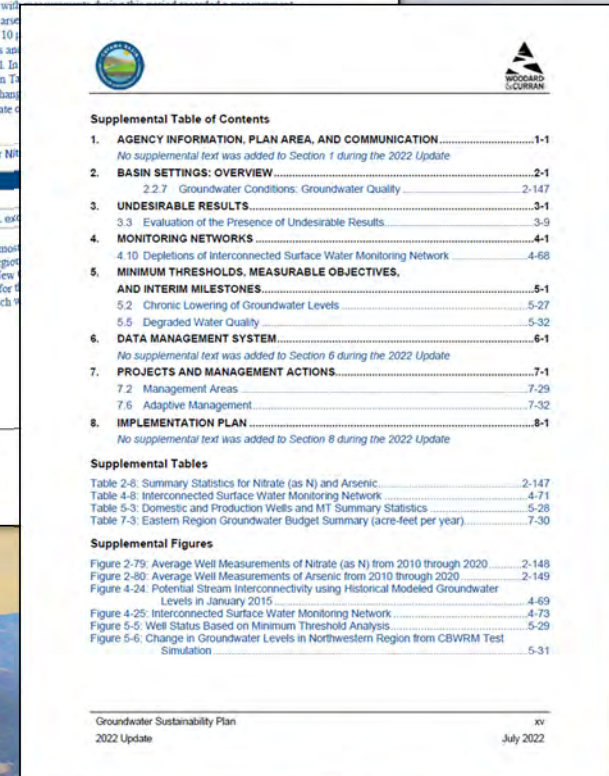 CUYAMA BASIN
WOODARD
& CURRAN
Supplemental Table of Contents
1. AGENCY INFORMATION, PLAN AREA, AND COMMUNICATION 1-1
No supplemental text was added to Section 1 during the 2022 Update
2. BASIN SETTINGS: OVERVIEW 2-1
2.2.7 Groundwater Conditions: Groundwater Quality 2-147
3. UNDESIRABLE RESULTS 3-1
3.3 Evaluation of the Presence of Undesirable Results 3-9
4. MONITORING NETWORKS 4-1
4.10 Depletions of Interconnected Surface Water Monitoring Network 4-68
5. MINIMUM THRESHOLDS, MEASURABLE OBJECTIVES,
AND INTERIM MILESTONES 5-1
5.2 Chronic Lowering of Groundwater Levels 5-27
5.5 Degraded Water Quality 5-32
6. DATA MANAGEMENT SYSTEM 6-1
No supplemental text was added to Section 6 during the 2022 Update
7. PROJECTS AND MANAGEMENT ACTIONS 7-1
7.2 Management Areas 7-29
7.6 Adaptive Management 7-32
8. IMPLEMENTATION PLAN 8-1
No supplemental text was added to Section 8 during the 2022 Update
Supplemental Tables
Table 2-8: Summary Statistics for Nitrate (as N) and Arsenic 2-147
Table 4-8: Interconnected Surface Water Monitoring Network 4-71
Table 5-3: Domestic and Production Wells and MT Summary Statistics 5-28
Table 7-3: Eastern Region Groundwater Budget Summary (acre-feet per year) 7-30
Supplemental Figures
Figure 2-79: Average Well Measurements of Nitrate (as N) from 2010 through 2020 2-148
Figure 2-80: Average Well Measurements of Arsenic from 2010 through 2020 2-149
Figure 4-24: Potential Stream Interconnectivity using Historical Modeled Groundwater
Levels in January 2015 4-69
Figure 4-25: Interconnected Surface Water Monitoring Network 4-73
Figure 5-5: Well Status Based on Minimum Threshold Analysis 5-29
Figure 5-6: Change in Groundwater Levels in Northwestern Region from CBWRM Test
Simulation 5-31
Groundwater Sustainability Plan xv
2022 Update July 2022